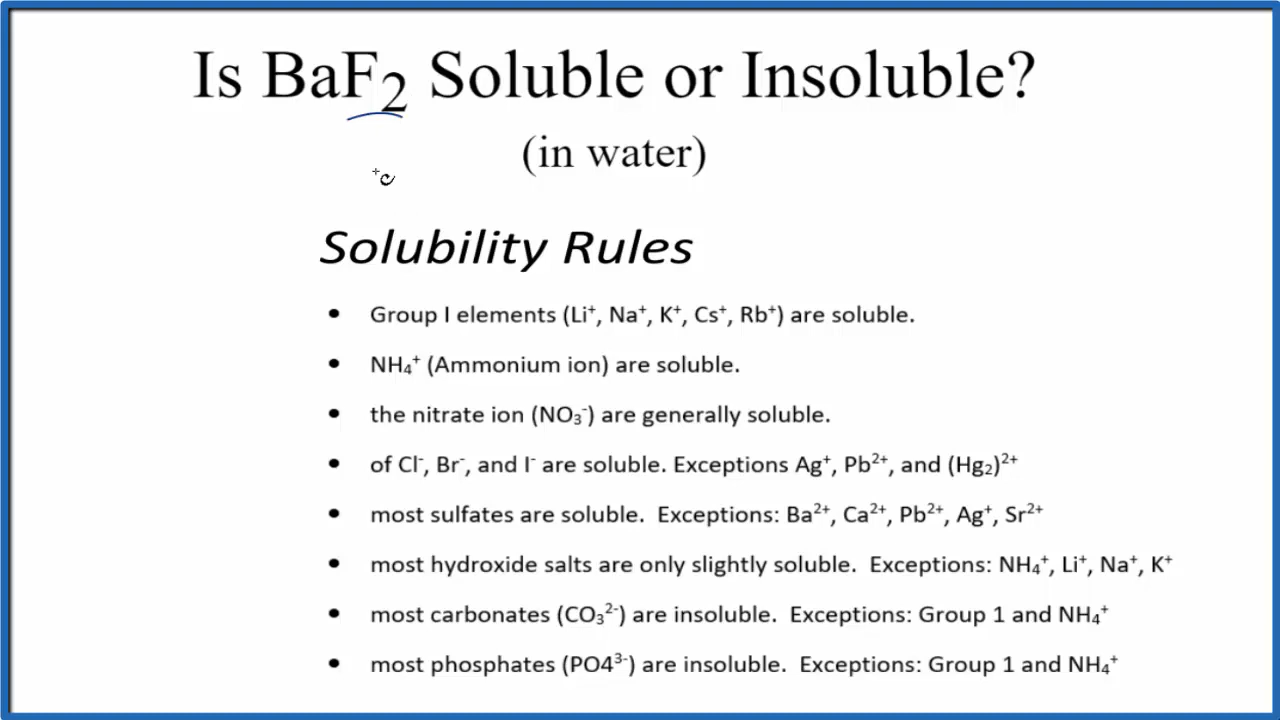 Is BaF₂ Soluble or Insoluble?
(in water)
Solubility Rules
• Group I elements (Li⁺, Na⁺, K⁺, Cs⁺, Rb⁺) are soluble.
• NH₄⁺ (Ammonium ion) are soluble.
• the nitrate ion (NO₃⁻) are generally soluble.
• of Cl⁻, Br⁻, and I⁻ are soluble. Exceptions Ag⁺, Pb²⁺, and (Hg₂)²⁺
• most sulfates are soluble. Exceptions: Ba²⁺, Ca²⁺, Pb²⁺, Ag⁺, Sr²⁺
• most hydroxide salts are only slightly soluble. Exceptions: NH₄⁺, Li⁺, Na⁺, K⁺
• most carbonates (CO₃²⁻) are insoluble. Exceptions: Group 1 and NH₄⁺
• most phosphates (PO4³⁻) are insoluble. Exceptions: Group 1 and NH₄⁺